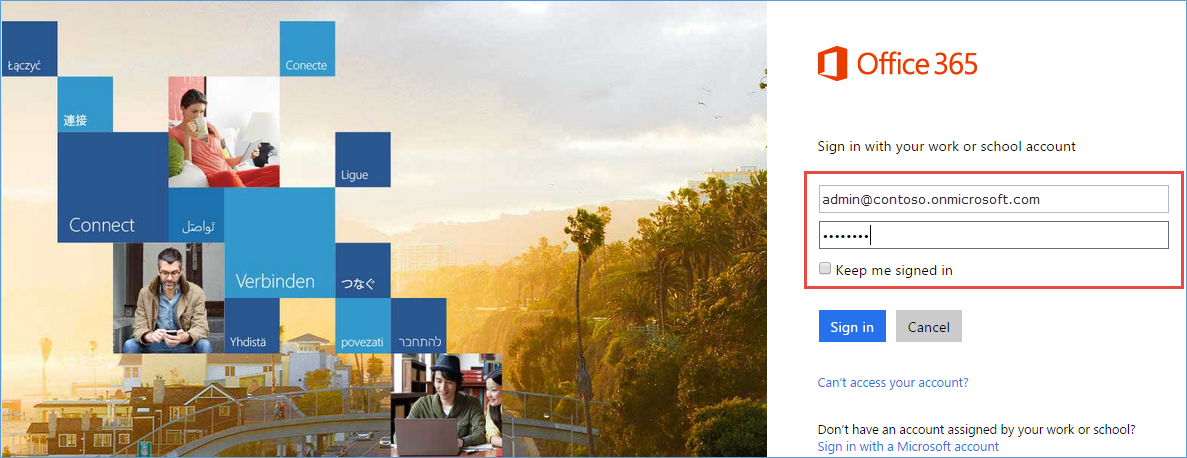 Łączyć
Conecte
連接
Ligue
Connect
تَواصَل
Verbinden
つなぐ
Yhdistä
povezati
להתחבר
Office 365
Sign in with your work or school account
admin@contoso.onmicrosoft.com
••••••••
Keep me signed in
Sign in
Cancel
Can't access your account?
Don't have an account assigned by your work or school?
Sign in with a Microsoft account